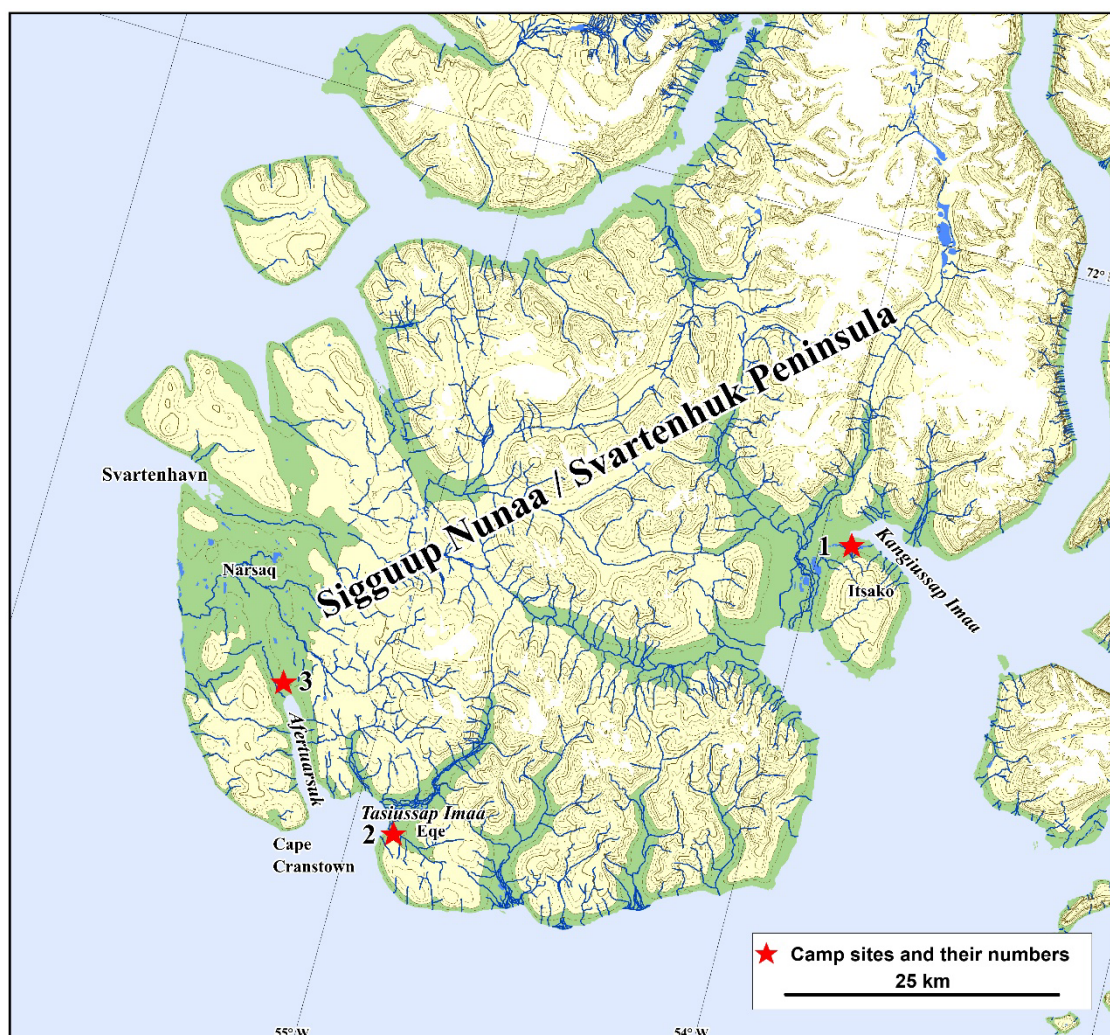 72°
Sigguup Nunaa / Svartenhuk Peninsula
Svartenhavn
Narsaq
1
Kangiussap Imaa
Itsako
3
Afertuarsuk
Tasiussap Imaa
2
Eqe
Cape
Cranstown
Camp sites and their numbers
25 km
55° W
54° W